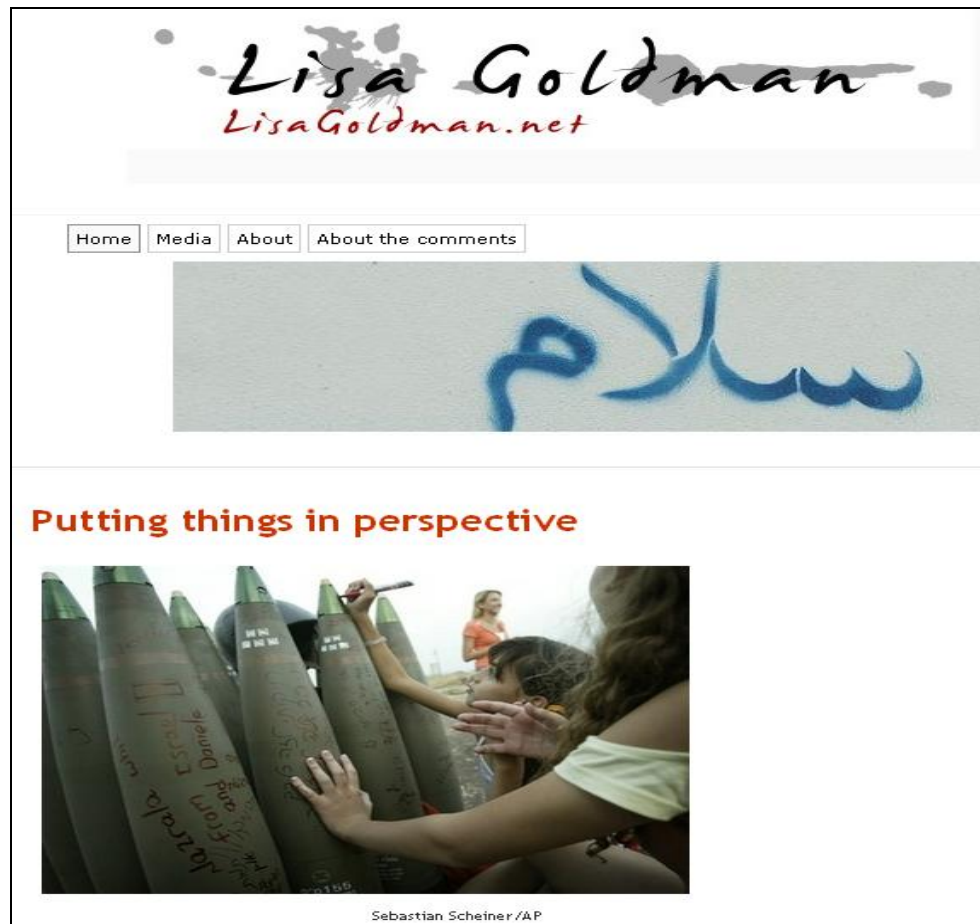 Lisa Goldman
LisaGoldman.net
Home Media About About the comments
سلام
Putting things in perspective
Israel
from
and Daniele
155
Sebastian Scheiner/AP